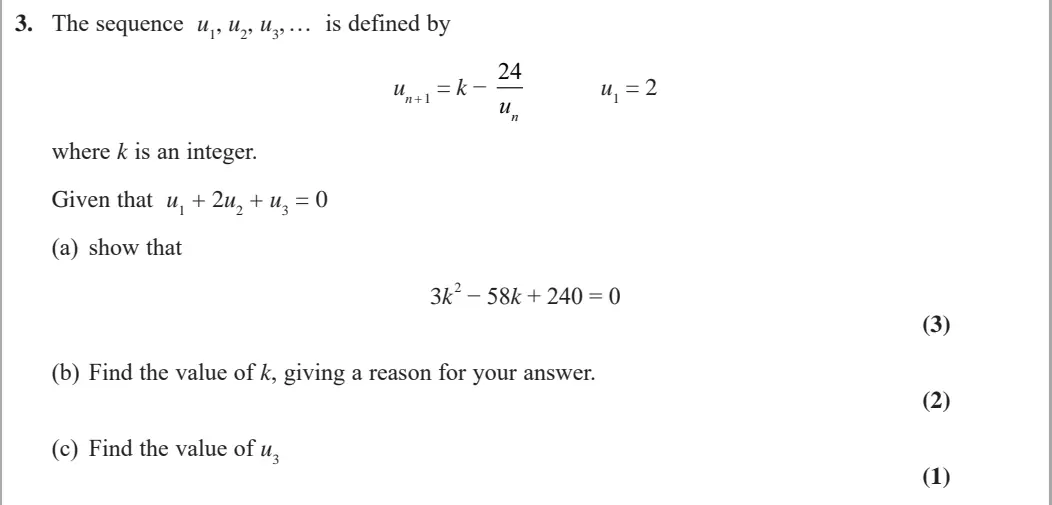 3. The sequence u₁, u₂, u₃, … is defined by
uₙ₊₁ = k − 24/uₙ u₁ = 2
where k is an integer.
Given that u₁ + 2u₂ + u₃ = 0
(a) show that
3k² − 58k + 240 = 0
(3)
(b) Find the value of k, giving a reason for your answer.
(2)
(c) Find the value of u₃
(1)